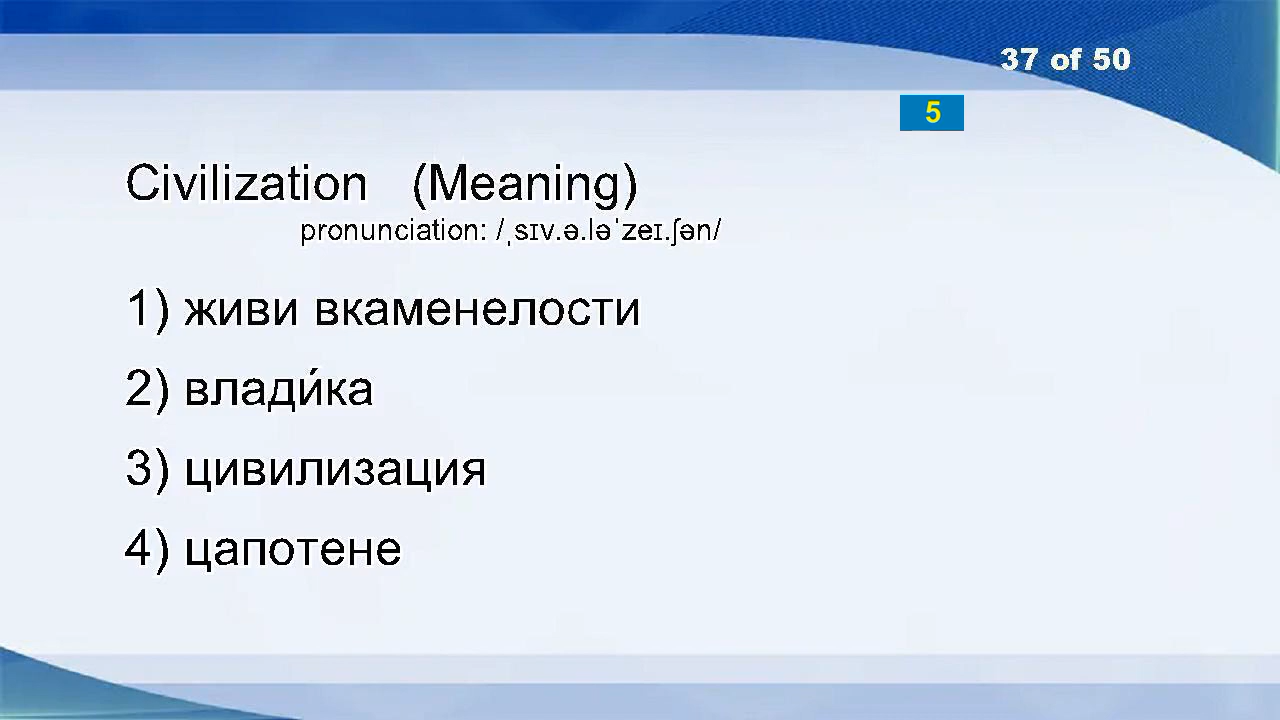 37 of 50
5
Civilization (Meaning)
pronunciation: /ˌsɪv.ə.ləˈzeɪ.ʃən/
1) живи вкаменелости
2) влади́ка
3) цивилизация
4) цапотене